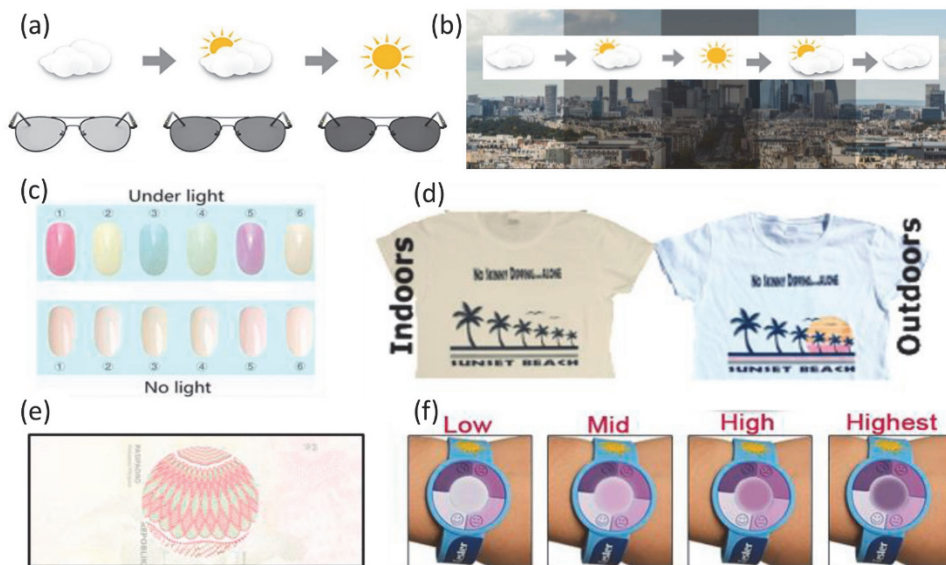 (a)
(b)
(c)
Under light
① ② ③ ④ ⑤ ⑥
① ② ③ ④ ⑤ ⑥
No light
(d)
Indoors
NO SKINNY DIPPING...ALONE
SUNSET BEACH
NO SKINNY DIPPING...ALONE
SUNSET BEACH
Outdoors
(e)
(f)
Low Mid High Highest